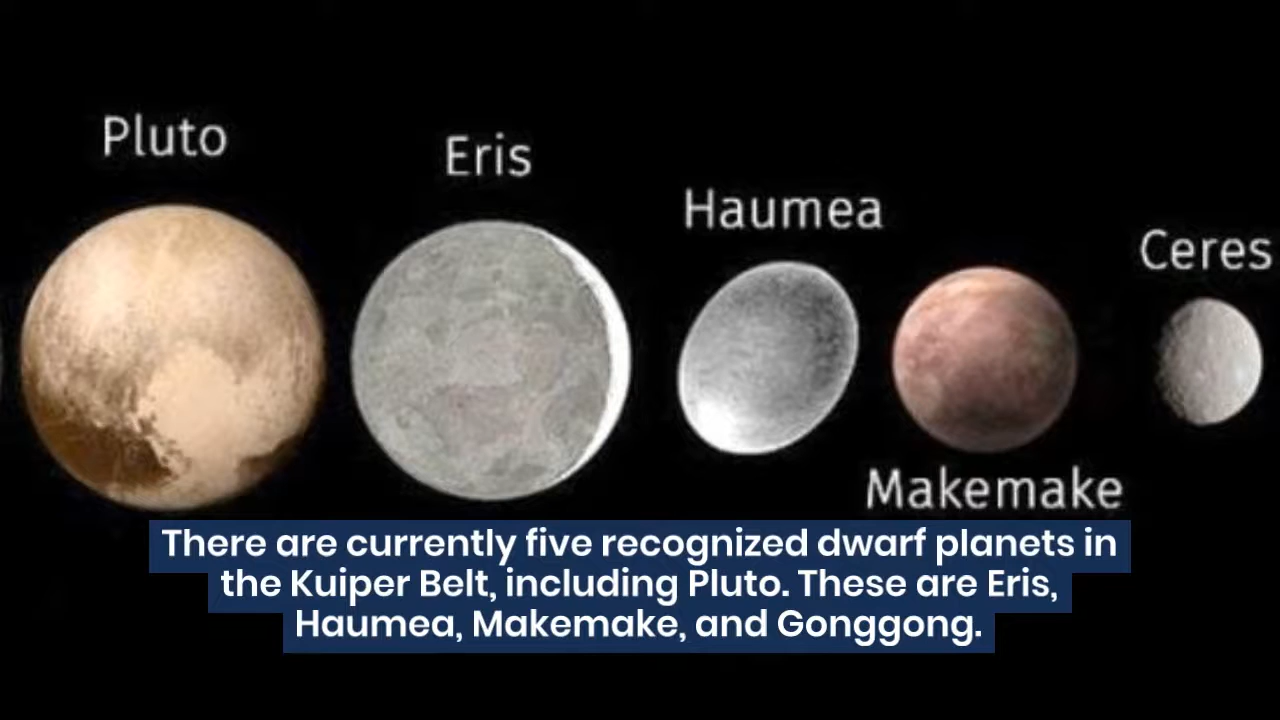 Pluto
Eris
Haumea
Ceres
Makemake
There are currently five recognized dwarf planets in
the Kuiper Belt, including Pluto. These are Eris,
Haumea, Makemake, and Gonggong.